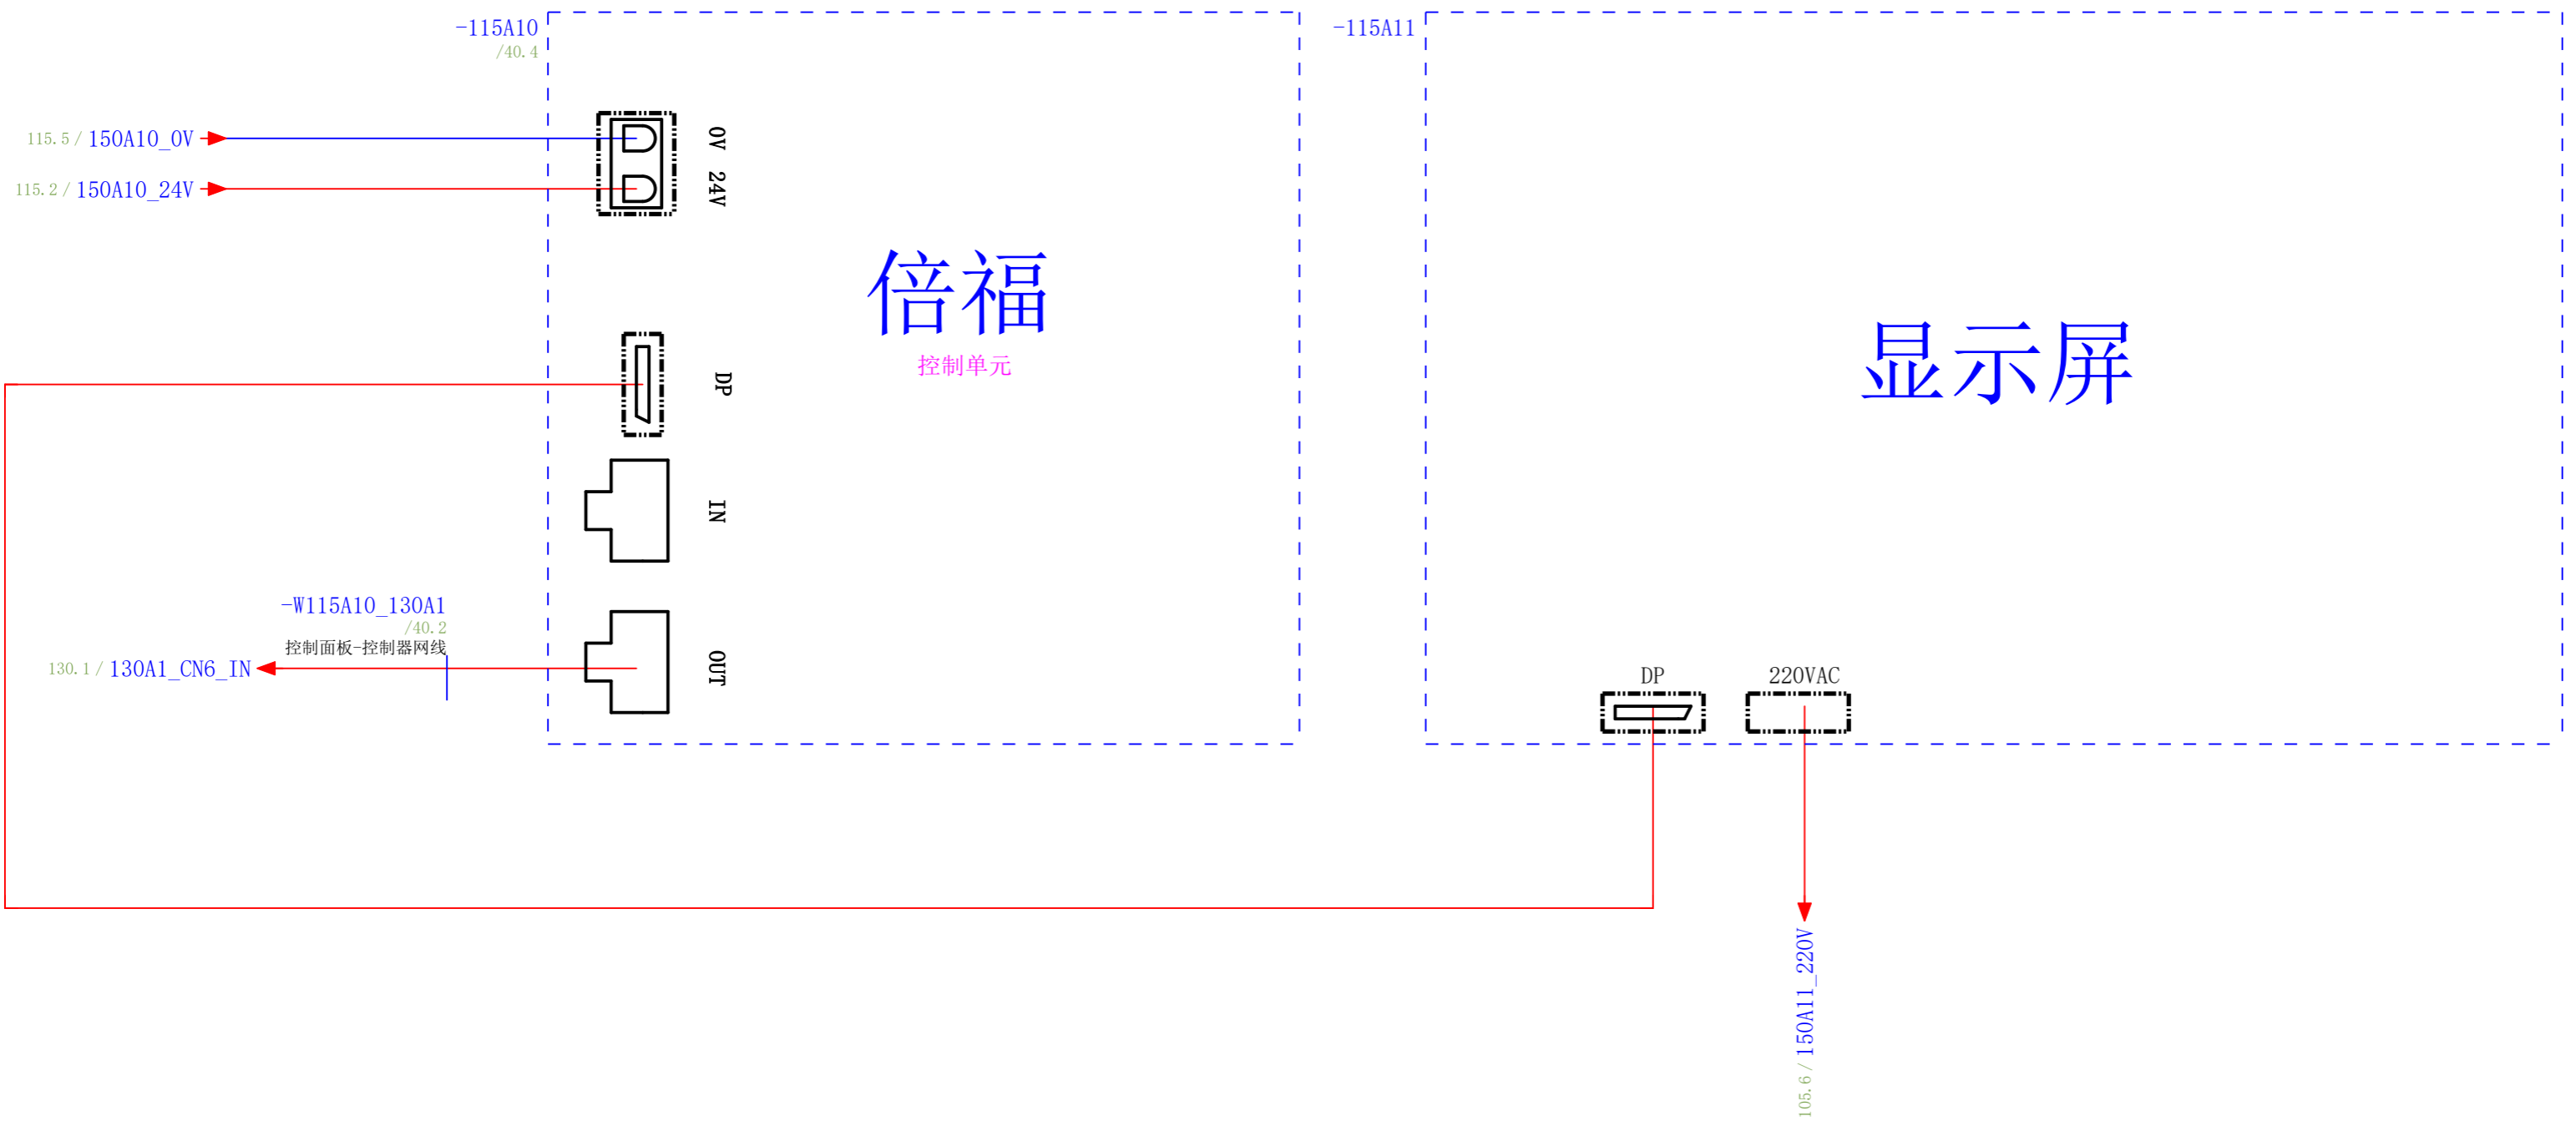 -115A10
/40.4
-115A11
115.5 / 150A10_0V
0V
115.2 / 150A10_24V
24V
倍福
控制单元
显示屏
DP
IN
-W115A10_130A1
/40.2
控制面板-控制器网线
130.1 / 130A1_CN6_IN
OUT
DP
220VAC
105.6 / 150A11_220V